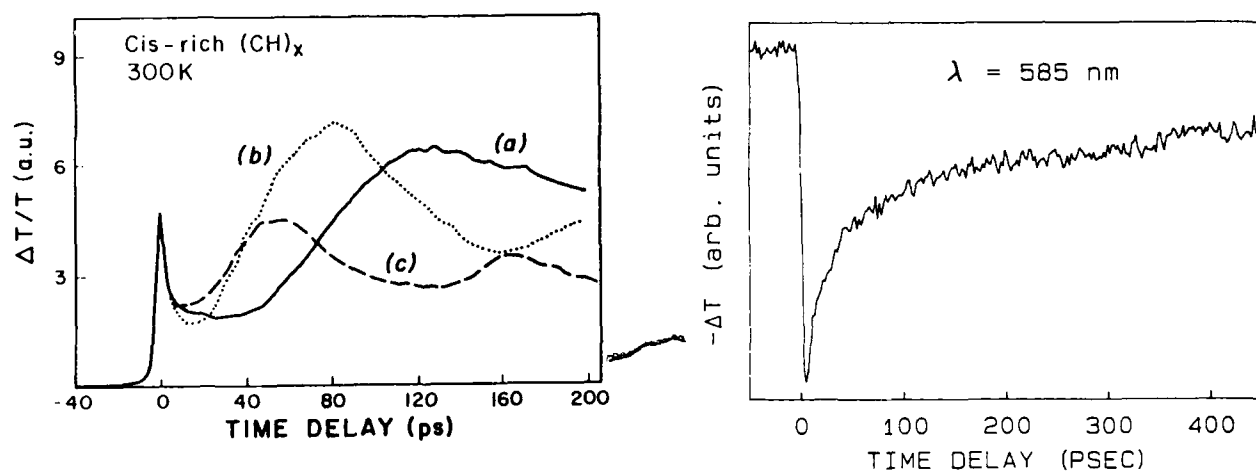 Cis-rich (CH)x
300K
ΔT/T (a.u.)
9
6
3
(a)
(b)
(c)
-40 0 40 80 120 160 200
TIME DELAY (ps)
λ = 585 nm
-ΔT (arb. units)
0 100 200 300 400
TIME DELAY (PSEC)